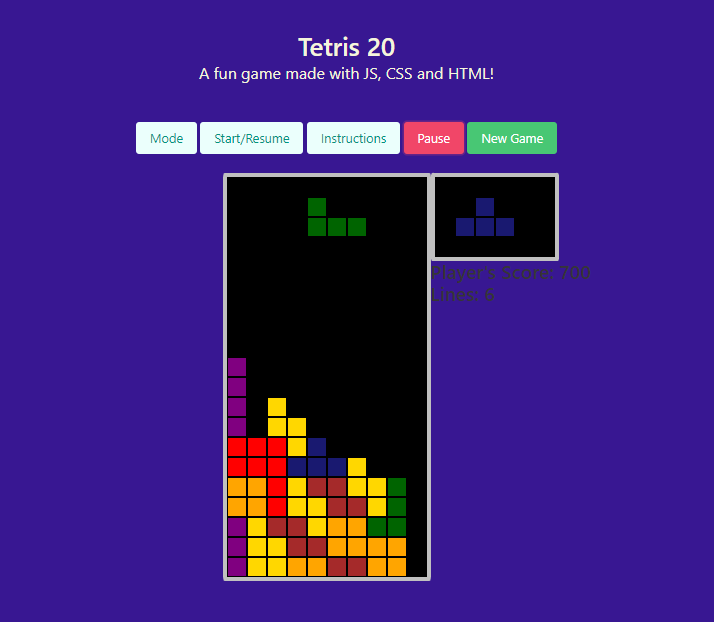 Tetris 20
A fun game made with JS, CSS and HTML!
Mode Start/Resume Instructions Pause New Game
Player's Score: 700
Lines: 6